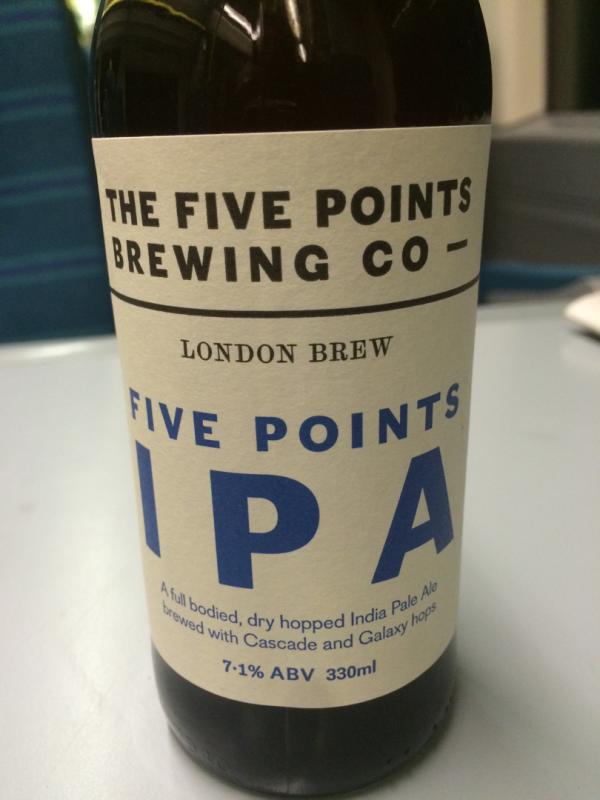 THE FIVE POINTS
BREWING CO —
LONDON BREW
FIVE POINTS
IPA
A full bodied, dry hopped India Pale Ale
brewed with Cascade and Galaxy hops
7·1% ABV 330ml